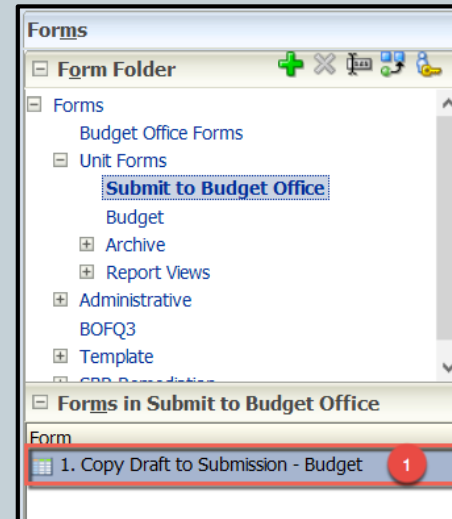 Forms
Form Folder
Forms
Budget Office Forms
Unit Forms
Submit to Budget Office
Budget
Archive
Report Views
Administrative
BOFQ3
Template
Forms in Submit to Budget Office
Form
1. Copy Draft to Submission - Budget 1